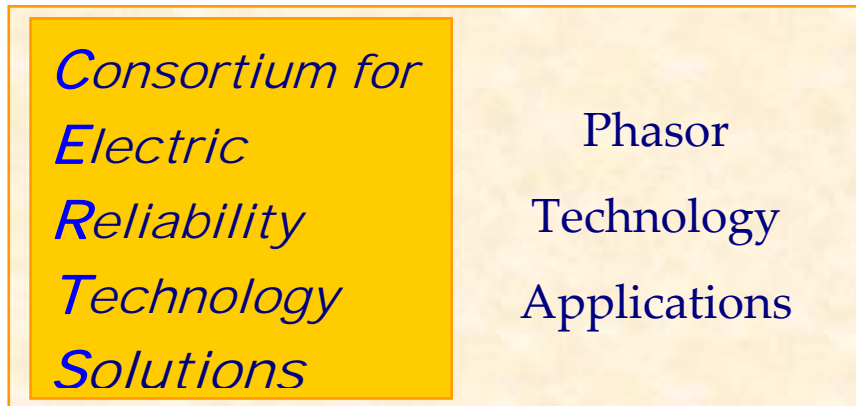 Consortium for
Electric
Reliability
Technology
Solutions
Phasor
Technology
Applications